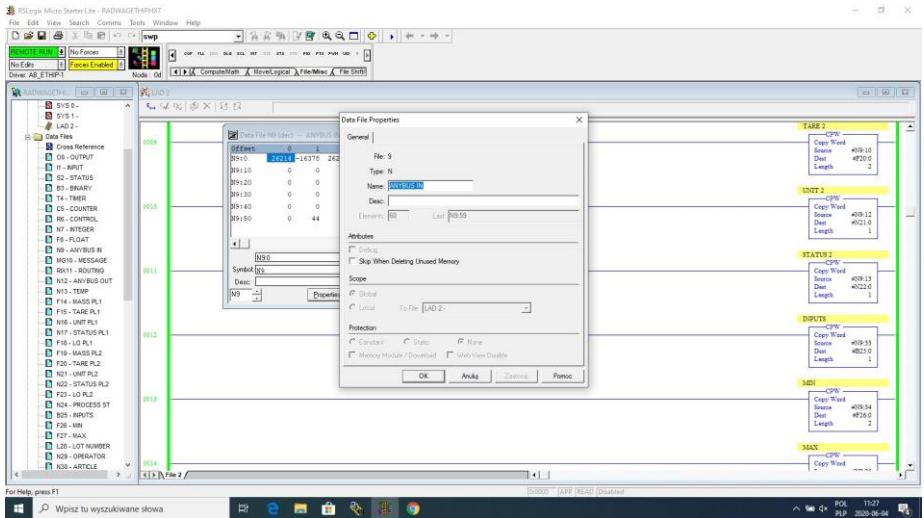 RSLogix Micro Starter Lite - RADWAGETHIPHX7
File Edit View Search Comms Tools Window Help
swp
REMOTE RUN No Forces
No Edits Forces Enabled
Driver: AB_ETHIP-1 Node: 0d
Compute/Math Move/Logical File/Misc File Shift/
LAD 2
SYS 0 -
SYS 1 -
LAD 2 -
Data Files
Cross Reference
O0 - OUTPUT
I1 - INPUT
S2 - STATUS
B3 - BINARY
T4 - TIMER
C5 - COUNTER
R6 - CONTROL
N7 - INTEGER
F8 - FLOAT
N9 - ANYBUS IN
MG10 - MESSAGE
RIX11 - ROUTING
N12 - ANYBUS OUT
N13 - TEMP
F14 - MASS PL1
F15 - TARE PL1
N16 - UNIT PL1
N17 - STATUS PL1
F18 - LO PL1
F19 - MASS PL2
F20 - TARE PL2
N21 - UNIT PL2
N22 - STATUS PL2
F23 - LO PL2
N24 - PROCESS ST
B25 - INPUTS
F26 - MIN
F27 - MAX
L28 - LOT NUMBER
N29 - OPERATOR
N30 - ARTICLE
0009
0010
0011
0012
0013
0014
Data File N9 (dec) -- ANYBUS IN
Offset 0 1
N9:0 26214 -16378 262
N9:10 0 0
N9:20 0 0
N9:30 0 0
N9:40 0 0
N9:50 0 44
N9:0
Symbol: N9
Desc:
N9 Properties
Data File Properties
General
File: 9
Type: N
Name: ANYBUS IN
Desc:
Elements: 60 Last: N9:59
Attributes
Debug
Skip When Deleting Unused Memory
Scope
Global
Local To File: LAD 2 -
Protection
Constant Static None
Memory Module / Download Web View Disable
OK Anuluj Zastosuj Pomoc
TARE 2
CPW
Copy Word
Source #N9:10
Dest #F20:0
Length 2
UNIT 2
CPW
Copy Word
Source #N9:12
Dest #N21:0
Length 1
STATUS 2
CPW
Copy Word
Source #N9:13
Dest #N22:0
Length 1
INPUTS
CPW
Copy Word
Source #N9:33
Dest #B25:0
Length 1
MIN
CPW
Copy Word
Source #N9:34
Dest #F26:0
Length 2
MAX
CPW
Copy Word
File 2
For Help, press F1
0:0000 APP READ Disabled
Wpisz tu wyszukiwane słowa
POL 11:27
PLP 2020-06-04